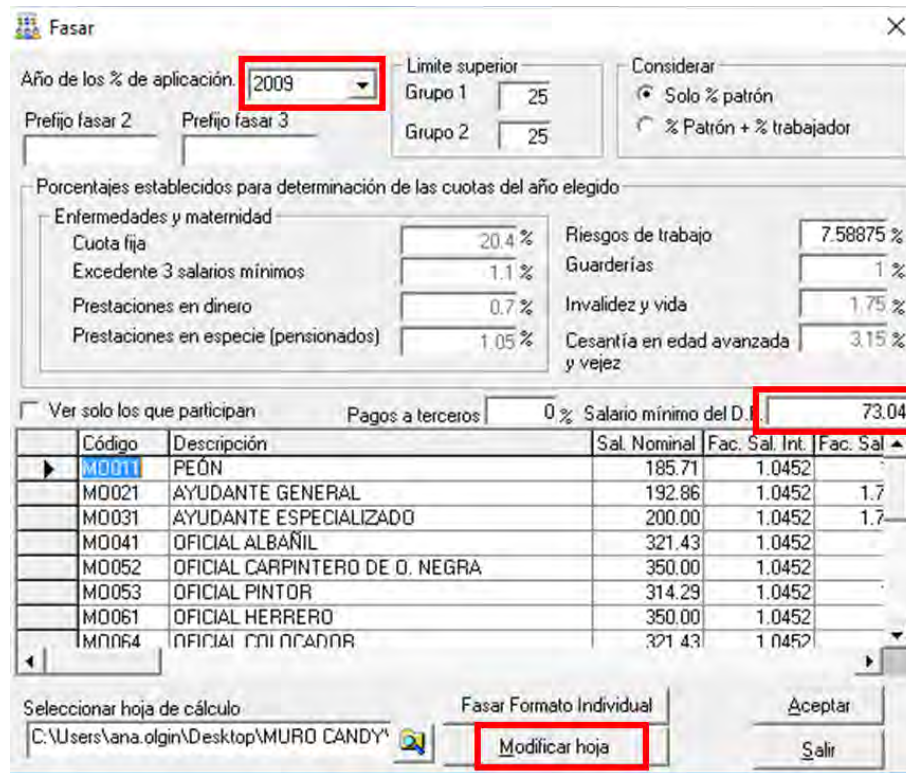 Fasar
Año de los % de aplicación. 2009
Limite superior
Grupo 1 25
Grupo 2 25
Considerar
Solo % patrón
% Patrón + % trabajador
Prefijo fasar 2 Prefijo fasar 3
Porcentajes establecidos para determinación de las cuotas del año elegido
Enfermedades y maternidad
Cuota fija 20.4 %
Excedente 3 salarios mínimos 1.1 %
Prestaciones en dinero 0.7 %
Prestaciones en especie (pensionados) 1.05 %
Riesgos de trabajo 7.58875 %
Guarderías 1 %
Invalidez y vida 1.75 %
Cesantía en edad avanzada 3.15 %
y vejez
Ver solo los que participan Pagos a terceros 0 % Salario mínimo del D. 73.04
Código Descripción Sal. Nominal Fac. Sal. Int. Fac. Sal
MO011 PEÓN 185.71 1.0452
MO021 AYUDANTE GENERAL 192.86 1.0452 1.7
MO031 AYUDANTE ESPECIALIZADO 200.00 1.0452 1.7
MO041 OFICIAL ALBAÑIL 321.43 1.0452
MO052 OFICIAL CARPINTERO DE O. NEGRA 350.00 1.0452
MO053 OFICIAL PINTOR 314.29 1.0452
MO061 OFICIAL HERRERO 350.00 1.0452
MO064 OFICIAL COLOCADOR 321.43 1.0452
Seleccionar hoja de cálculo
C:\Users\ana.olgin\Desktop\MURO CANDY
Fasar Formato Individual Aceptar
Modificar hoja Salir